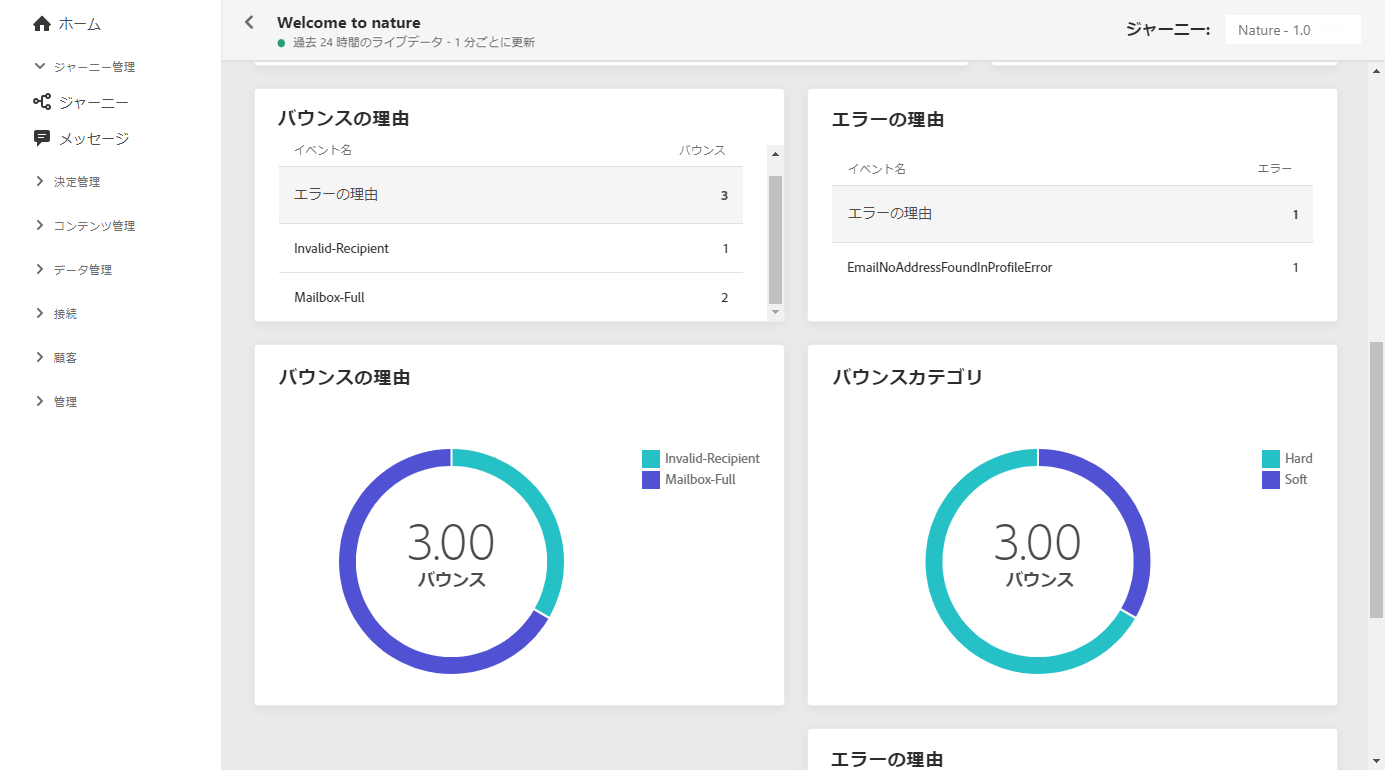 ホーム
ジャーニー管理
ジャーニー
メッセージ
決定管理
コンテンツ管理
データ管理
接続
顧客
管理
Welcome to nature
過去 24 時間のライブデータ - 1 分ごとに更新
ジャーニー: Nature - 1.0
バウンスの理由
イベント名 バウンス
エラーの理由 3
Invalid-Recipient 1
Mailbox-Full 2
エラーの理由
イベント名 エラー
エラーの理由 1
EmailNoAddressFoundInProfileError 1
バウンスの理由
Invalid-Recipient
Mailbox-Full
3.00
バウンス
バウンスカテゴリ
Hard
Soft
3.00
バウンス
エラーの理由